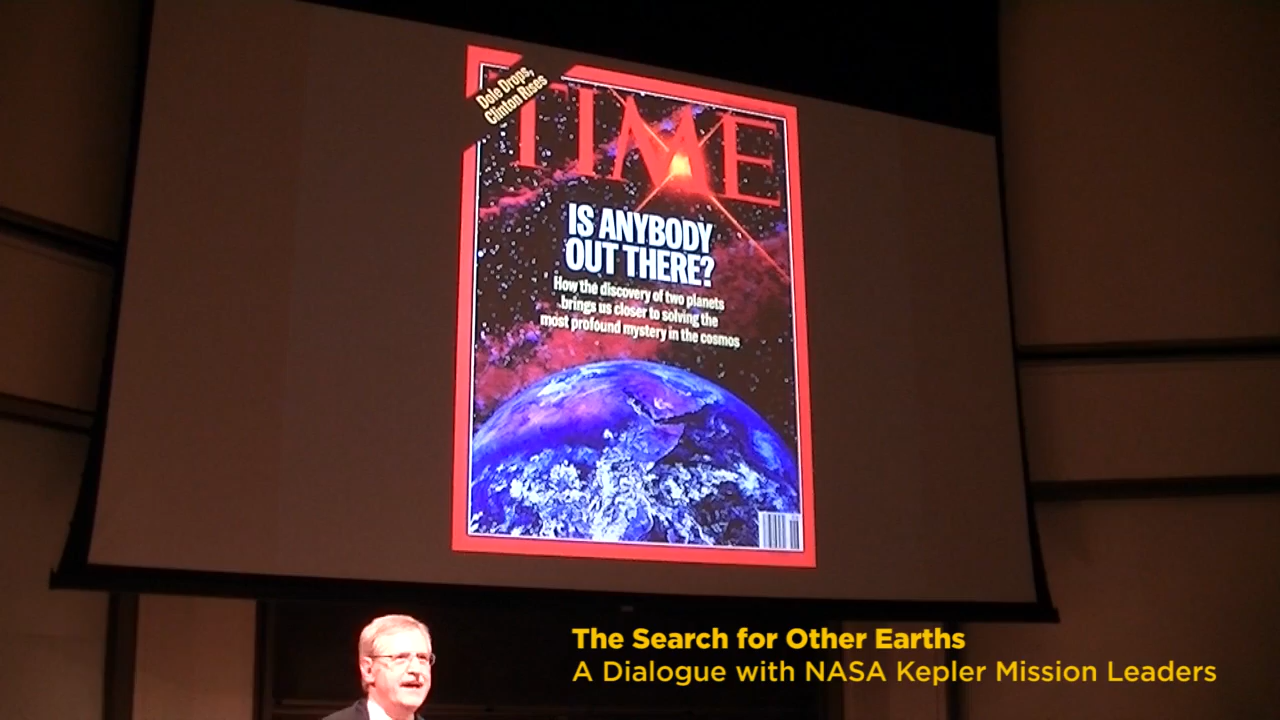 Dole Drops,
Clinton Rises
TIME
IS ANYBODY
OUT THERE?
How the discovery of two planets
brings us closer to solving the
most profound mystery in the cosmos
The Search for Other Earths
A Dialogue with NASA Kepler Mission Leaders